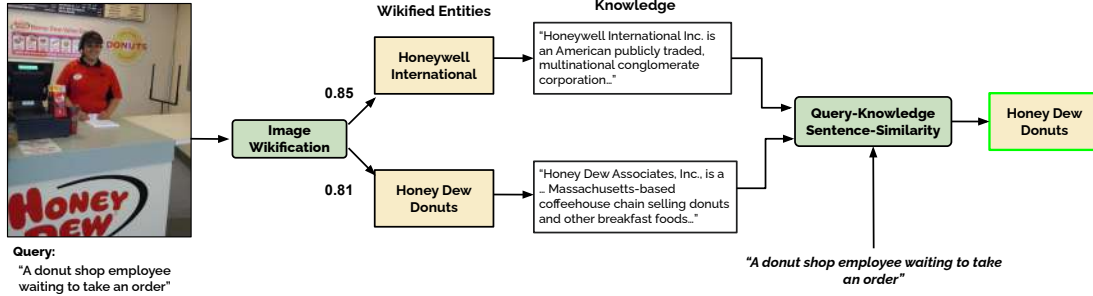 Wikified Entities
Knowledge
DONUTS
HONEY
DEW
Query:
"A donut shop employee
waiting to take an order"
Image
Wikification
0.85
0.81
Honeywell
International
Honey Dew
Donuts
"Honeywell International Inc. is
an American publicly traded,
multinational conglomerate
corporation..."
"Honey Dew Associates, Inc., is a
… Massachusetts-based
coffeehouse chain selling donuts
and other breakfast foods..."
Query-Knowledge
Sentence-Similarity
"A donut shop employee waiting to take
an order"
Honey Dew
Donuts